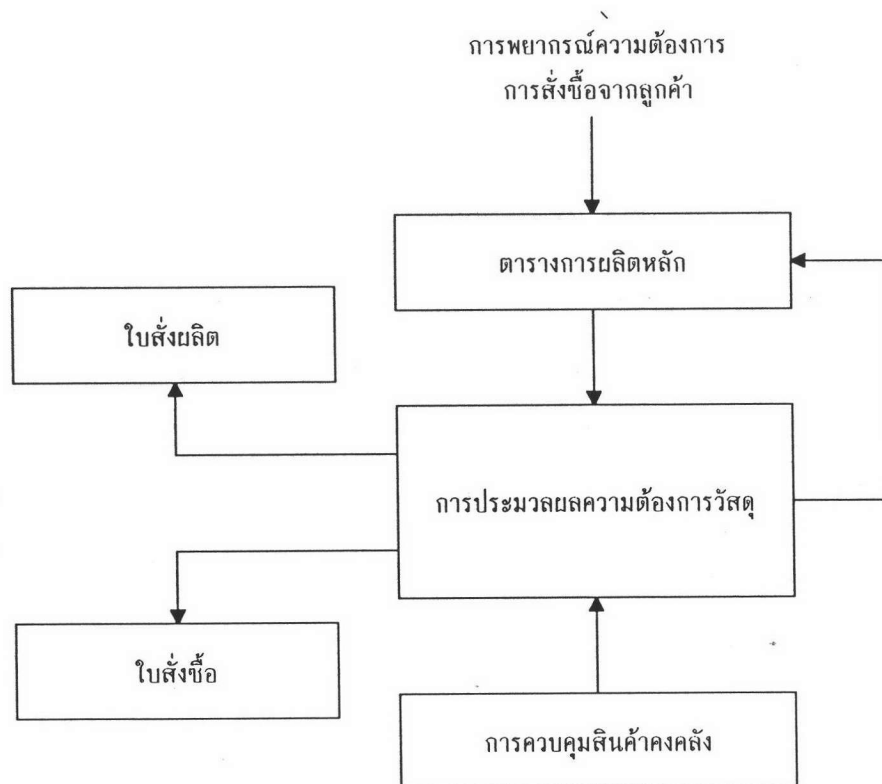 การพยากรณ์ความต้องการ
การสั่งซื้อจากลูกค้า
ตารางการผลิตหลัก
ใบสั่งผลิต
การประมวลผลความต้องการวัสดุ
ใบสั่งซื้อ
การควบคุมสินค้าคงคลัง